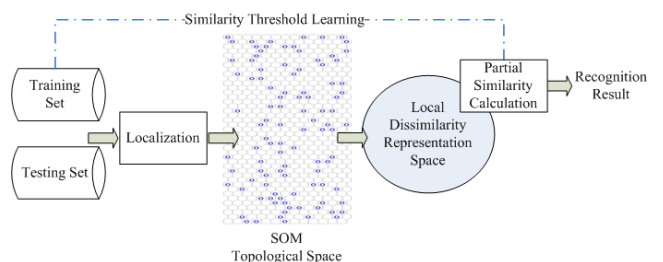 Similarity Threshold Learning
Training
Set
Testing Set
Localization
SOM
Topological Space
Local
Dissimilarity
Representation
Space
Partial
Similarity
Calculation
Recognition
Result